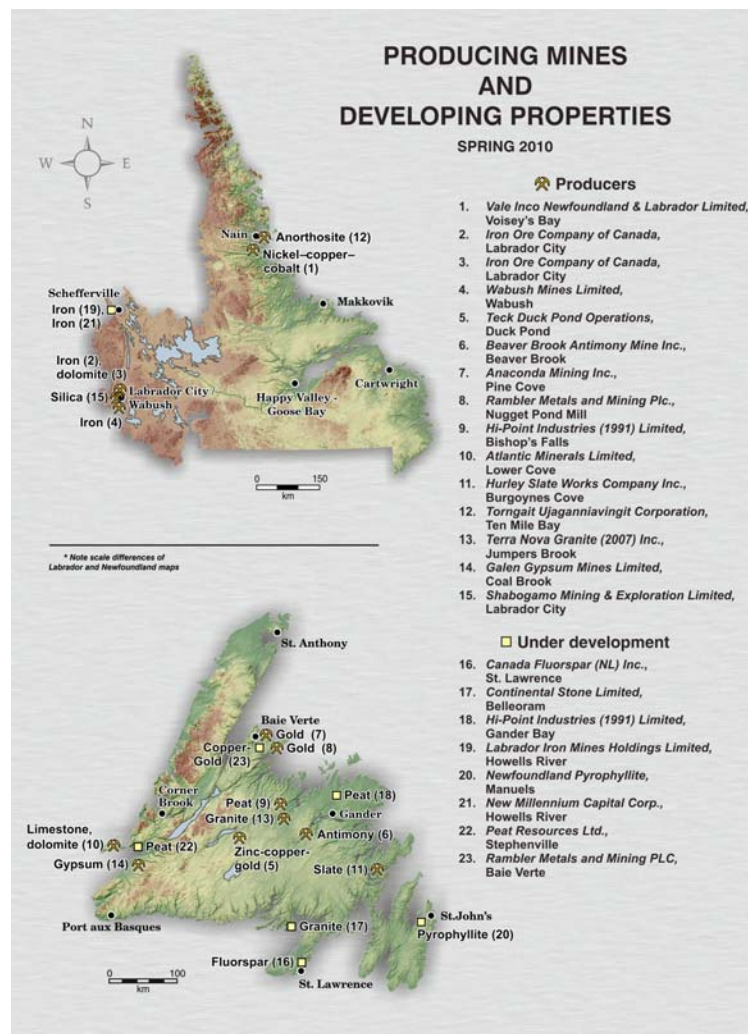 PRODUCING MINES
AND
DEVELOPING PROPERTIES
SPRING 2010
N
W
E
S
Nain
Anorthosite (12)
Nickel–copper–
cobalt (1)
Schefferville
Iron (19),
Iron (21)
Makkovik
Iron (2),
dolomite (3)
Labrador City
Silica (15)
Wabush
Iron (4)
Happy Valley -
Goose Bay
Cartwright
0 150
km
* Note scale differences of
Labrador and Newfoundland maps
St. Anthony
Baie Verte
Gold (7)
Copper-
Gold (23)
Gold (8)
Corner
Brook
Peat (9)
Peat (18)
Granite (13)
Gander
Limestone,
dolomite (10)
Peat (22)
Antimony (6)
Gypsum (14)
Zinc-copper-
gold (5)
Slate (11)
Port aux Basques
Granite (17)
St.John's
Pyrophyllite (20)
Fluorspar (16)
St. Lawrence
0 100
km
Producers
1. Vale Inco Newfoundland & Labrador Limited,
Voisey's Bay
2. Iron Ore Company of Canada,
Labrador City
3. Iron Ore Company of Canada,
Labrador City
4. Wabush Mines Limited,
Wabush
5. Teck Duck Pond Operations,
Duck Pond
6. Beaver Brook Antimony Mine Inc.,
Beaver Brook
7. Anaconda Mining Inc.,
Pine Cove
8. Rambler Metals and Mining Plc.,
Nugget Pond Mill
9. Hi-Point Industries (1991) Limited,
Bishop's Falls
10. Atlantic Minerals Limited,
Lower Cove
11. Hurley Slate Works Company Inc.,
Burgoynes Cove
12. Torngait Ujaganniavingit Corporation,
Ten Mile Bay
13. Terra Nova Granite (2007) Inc.,
Jumpers Brook
14. Galen Gypsum Mines Limited,
Coal Brook
15. Shabogamo Mining & Exploration Limited,
Labrador City
Under development
16. Canada Fluorspar (NL) Inc.,
St. Lawrence
17. Continental Stone Limited,
Belleoram
18. Hi-Point Industries (1991) Limited,
Gander Bay
19. Labrador Iron Mines Holdings Limited,
Howells River
20. Newfoundland Pyrophyllite,
Manuels
21. New Millennium Capital Corp.,
Howells River
22. Peat Resources Ltd.,
Stephenville
23. Rambler Metals and Mining PLC,
Baie Verte